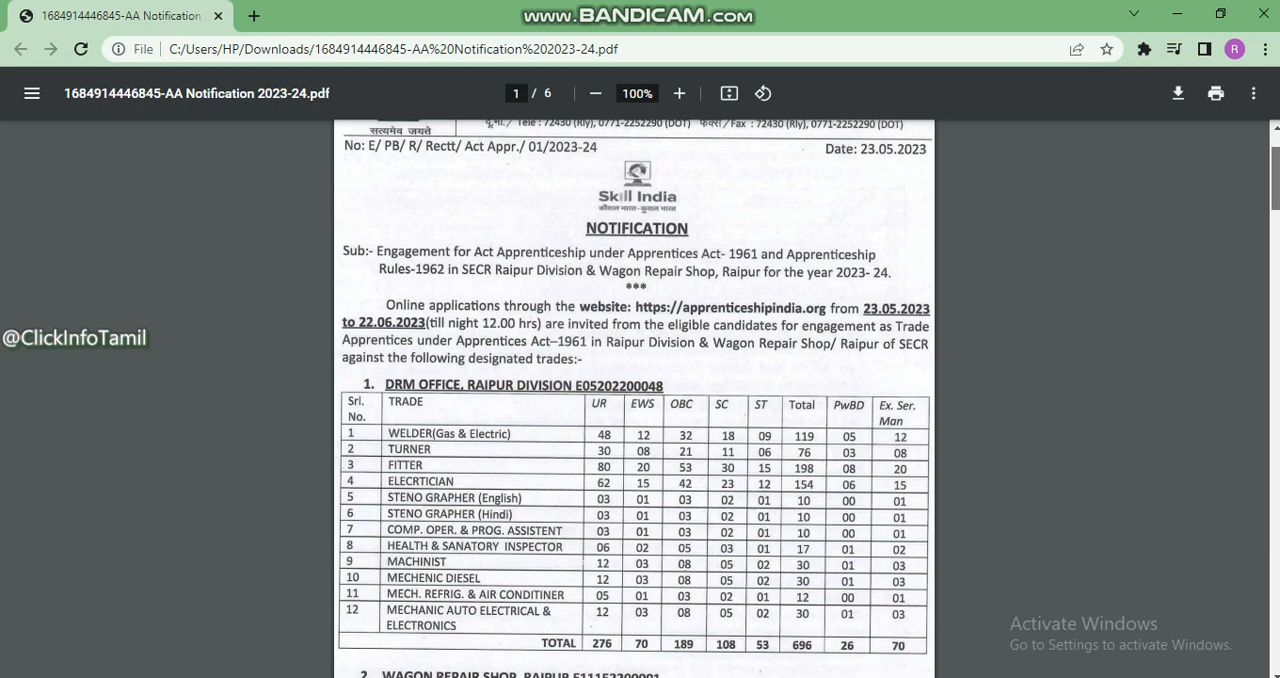 1684914446845-AA Notification
www.BANDICAM.com
File C:/Users/HP/Downloads/1684914446845-AA%20Notification%202023-24.pdf
R
1684914446845-AA Notification 2023-24.pdf
1 / 6
100%
सत्यमेव जयते
दू.भा./ Tele : 72430 (Rly), 0771-2252290 (DOT) फैक्स/Fax : 72430 (Rly), 0771-2252290 (DOT)
No: E/ PB/ R/ Rectt/ Act Appr./ 01/2023-24 Date: 23.05.2023
Skill India
कौशल भारत - कुशल भारत
NOTIFICATION
Sub:- Engagement for Act Apprenticeship under Apprentices Act- 1961 and Apprenticeship
Rules-1962 in SECR Raipur Division & Wagon Repair Shop, Raipur for the year 2023- 24.
***
Online applications through the website: https://apprenticeshipindia.org from 23.05.2023
to 22.06.2023(till night 12.00 hrs) are invited from the eligible candidates for engagement as Trade
Apprentices under Apprentices Act–1961 in Raipur Division & Wagon Repair Shop/ Raipur of SECR
against the following designated trades:-
@ClickInfoTamil
1. DRM OFFICE, RAIPUR DIVISION E05202200048
Srl. No. TRADE UR EWS OBC SC ST Total PwBD Ex. Ser. Man
1 WELDER(Gas & Electric) 48 12 32 18 09 119 05 12
2 TURNER 30 08 21 11 06 76 03 08
3 FITTER 80 20 53 30 15 198 08 20
4 ELECRTICIAN 62 15 42 23 12 154 06 15
5 STENO GRAPHER (English) 03 01 03 02 01 10 00 01
6 STENO GRAPHER (Hindi) 03 01 03 02 01 10 00 01
7 COMP. OPER. & PROG. ASSISTENT 03 01 03 02 01 10 00 01
8 HEALTH & SANATORY INSPECTOR 06 02 05 03 01 17 01 02
9 MACHINIST 12 03 08 05 02 30 01 03
10 MECHENIC DIESEL 12 03 08 05 02 30 01 03
11 MECH. REFRIG. & AIR CONDITINER 05 01 03 02 01 12 00 01
12 MECHANIC AUTO ELECTRICAL & 12 03 08 05 02 30 01 03
ELECTRONICS
TOTAL 276 70 189 108 53 696 26 70
2. WAGON REPAIR SHOP, RAIPUR E11152200001
Activate Windows
Go to Settings to activate Windows.